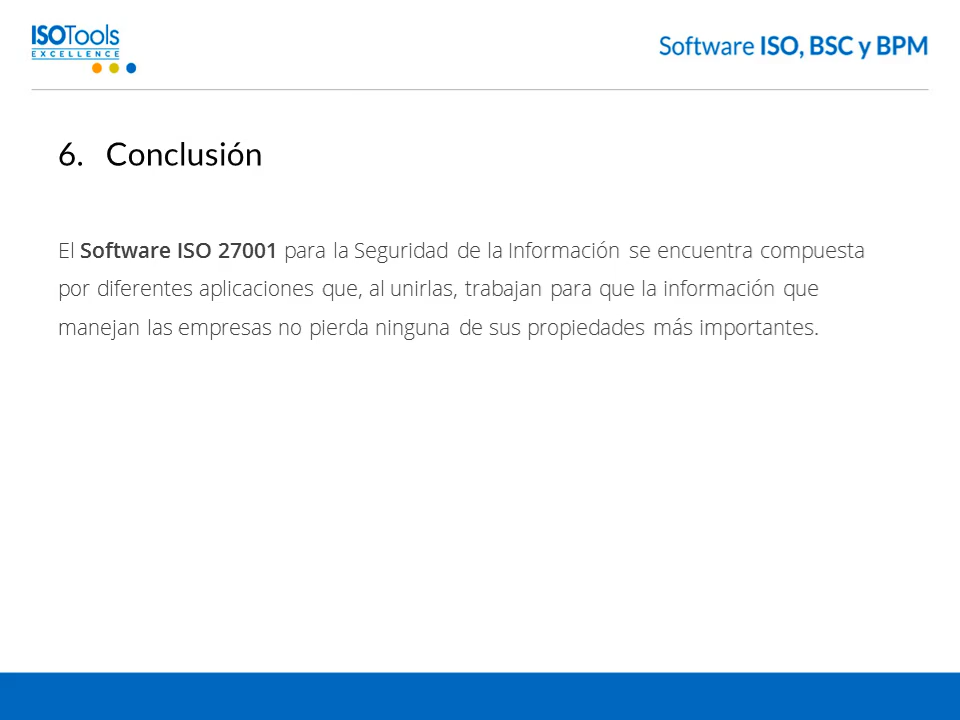 ISOTools
EXCELLENCE
Software ISO, BSC y BPM
6. Conclusión
El Software ISO 27001 para la Seguridad de la Información se encuentra compuesta
por diferentes aplicaciones que, al unirlas, trabajan para que la información que
manejan las empresas no pierda ninguna de sus propiedades más importantes.